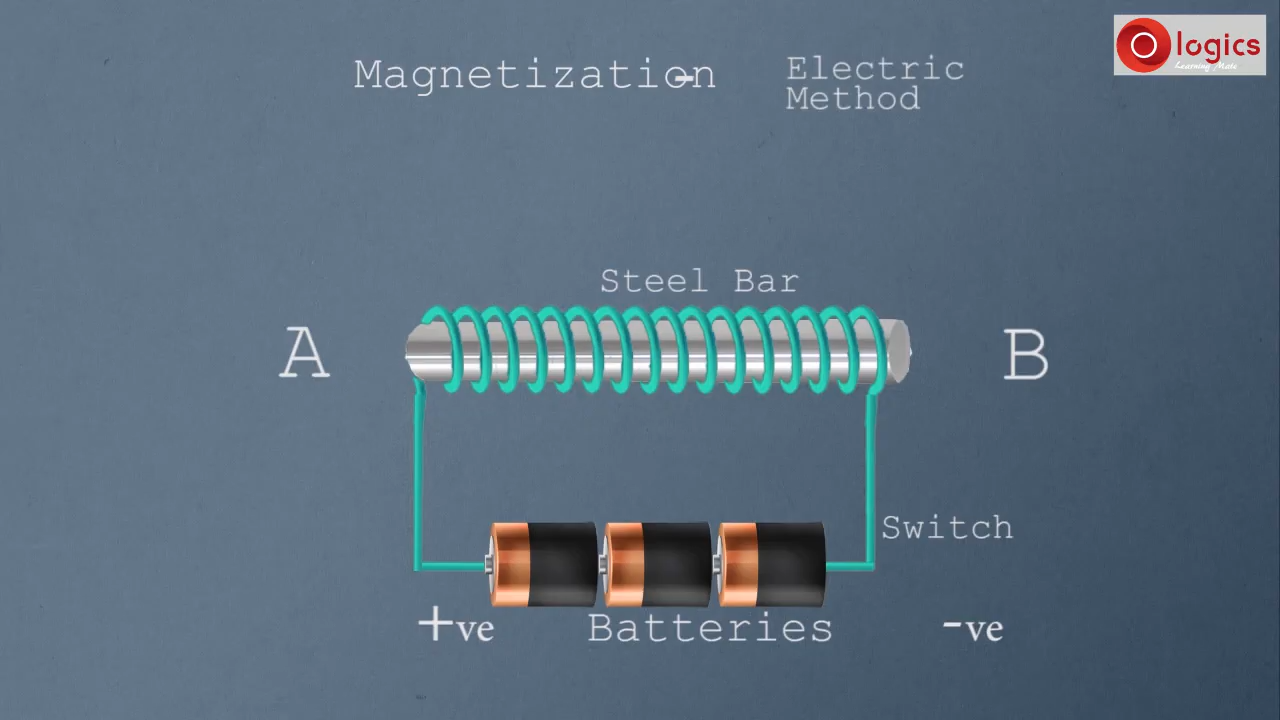 Magnetization -
Electric
Method
logics
Learning Mate
Steel Bar
A
B
Switch
+ve
Batteries
-ve